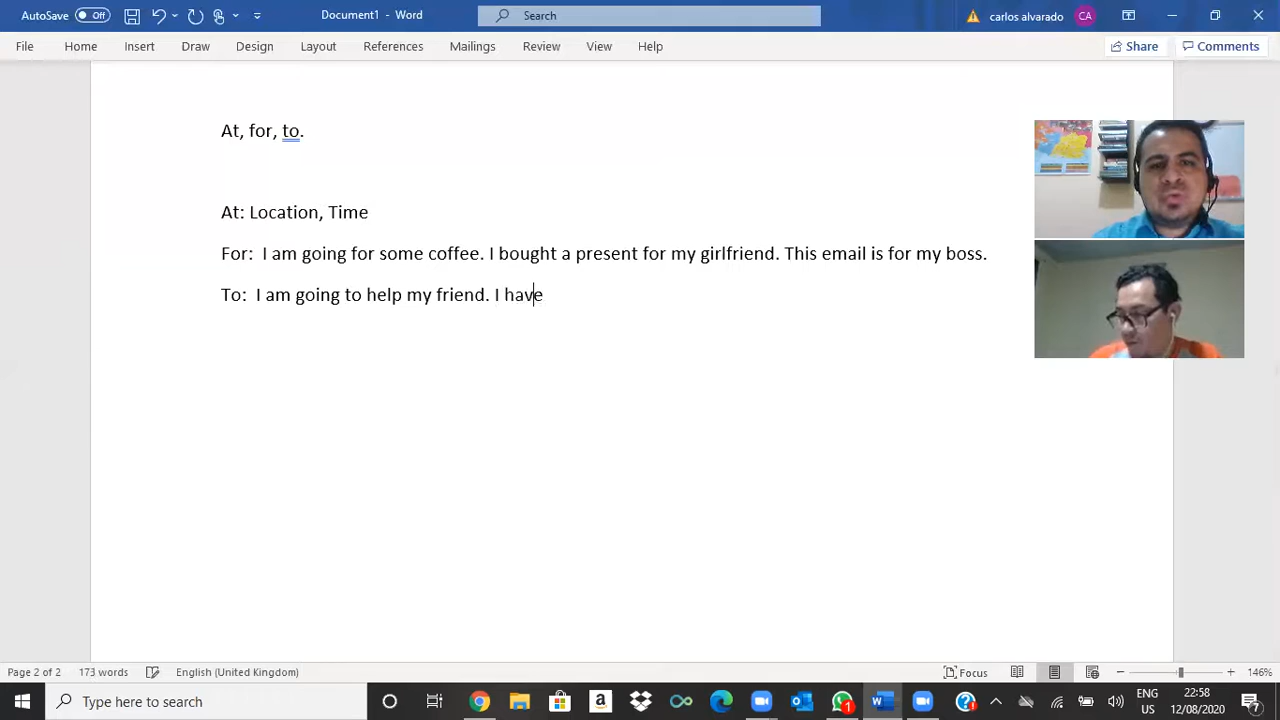 AutoSave Off Document1 - Word Search carlos alvarado CA
File Home Insert Draw Design Layout References Mailings Review View Help Share Comments
At, for, to.
At: Location, Time
For: I am going for some coffee. I bought a present for my girlfriend. This email is for my boss.
To: I am going to help my friend. I have
Page 2 of 2 173 words English (United Kingdom) Focus 146%
Type here to search 1 ENG 22:58
US 12/08/2020 7